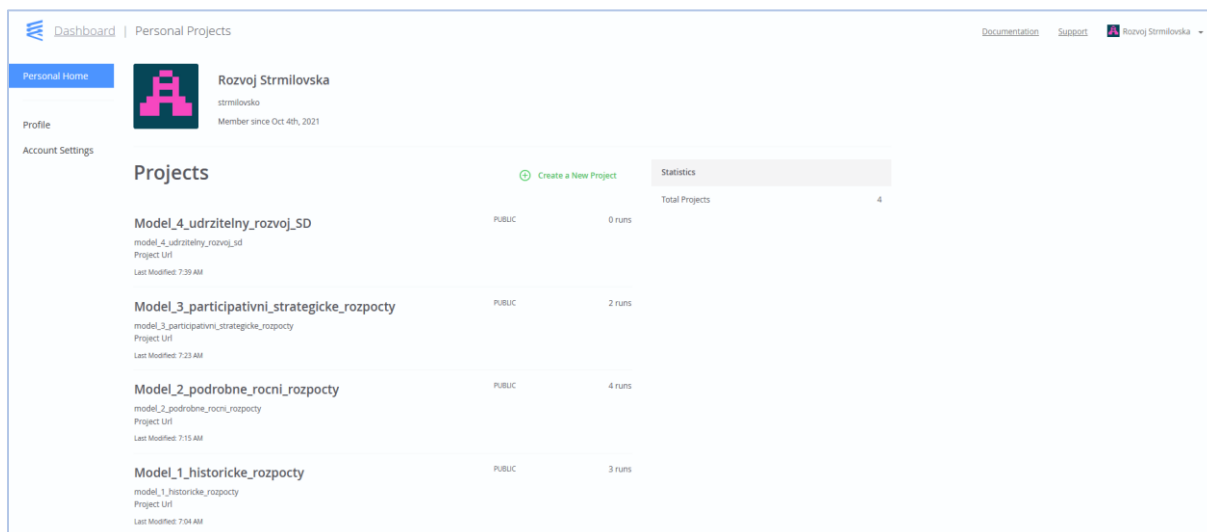 Dashboard | Personal Projects
Documentation Support Rozvoj Strmilovska
Personal Home
Profile
Account Settings
Rozvoj Strmilovska
strmilovsko
Member since Oct 4th, 2021
Projects
Create a New Project
Statistics
Total Projects 4
Model_4_udrzitelny_rozvoj_SD PUBLIC 0 runs
model_4_udrzitelny_rozvoj_sd
Project Url
Last Modified: 7:39 AM
Model_3_participativni_strategicke_rozpocty PUBLIC 2 runs
model_3_participativni_strategicke_rozpocty
Project Url
Last Modified: 7:23 AM
Model_2_podrobne_rocni_rozpocty PUBLIC 4 runs
model_2_podrobne_rocni_rozpocty
Project Url
Last Modified: 7:15 AM
Model_1_historicke_rozpocty PUBLIC 3 runs
model_1_historicke_rozpocty
Project Url
Last Modified: 7:04 AM